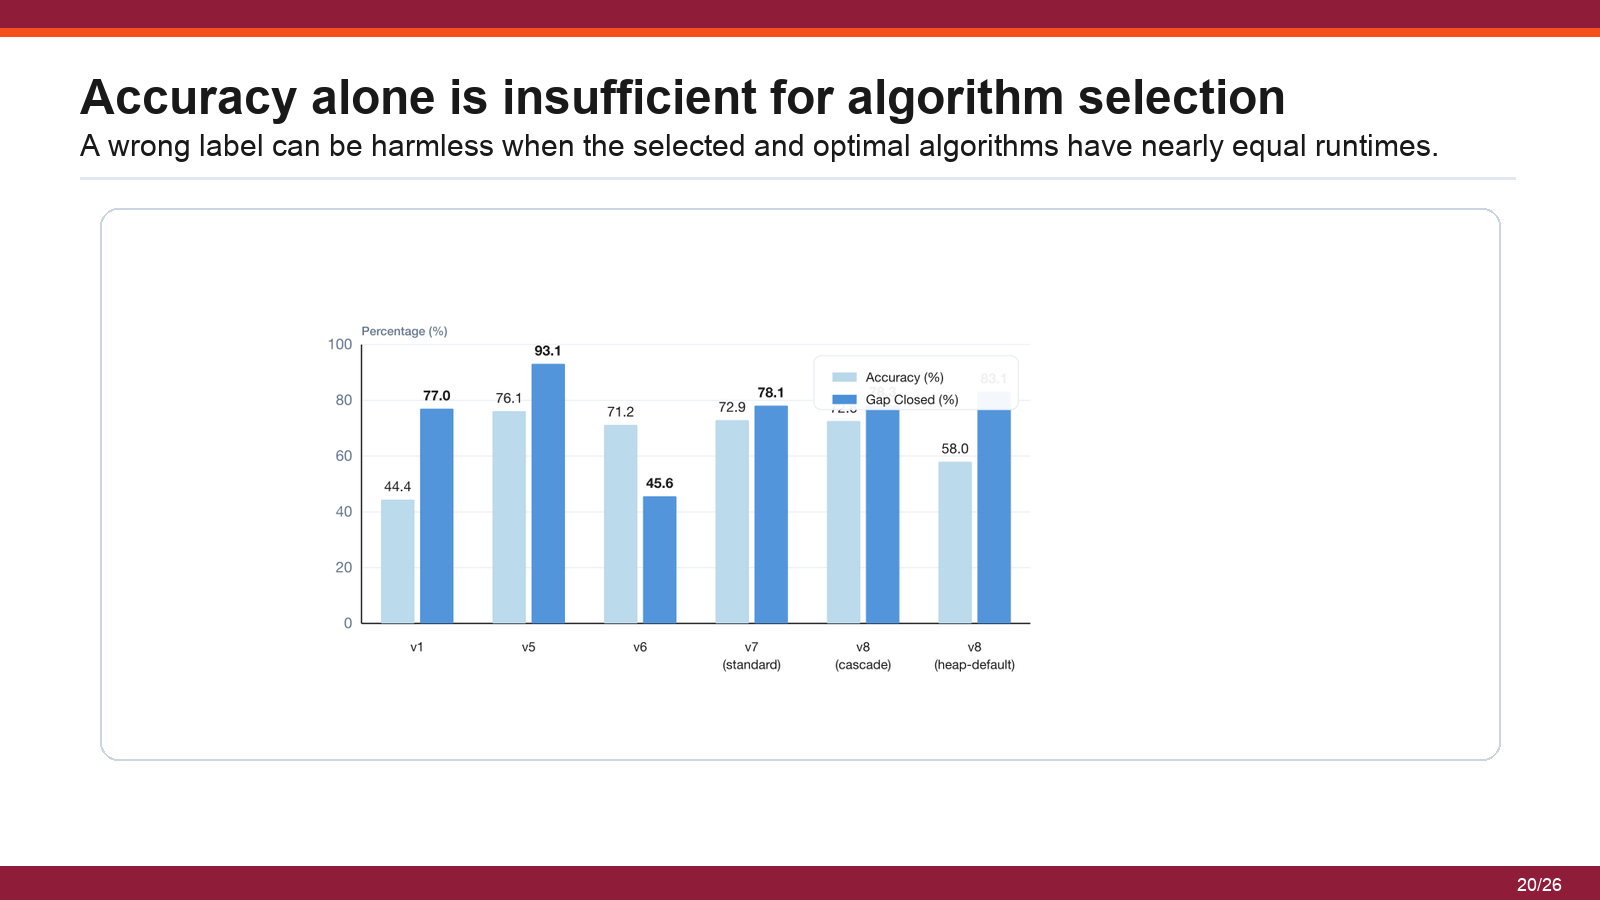 Accuracy alone is insufficient for algorithm selection
A wrong label can be harmless when the selected and optimal algorithms have nearly equal runtimes.
Percentage (%)
100
80
60
40
20
0
44.4
77.0
76.1
93.1
71.2
45.6
72.9
78.1
58.0
83.1
Accuracy (%)
Gap Closed (%)
v1
v5
v6
v7
(standard)
v8
(cascade)
v8
(heap-default)
20/26